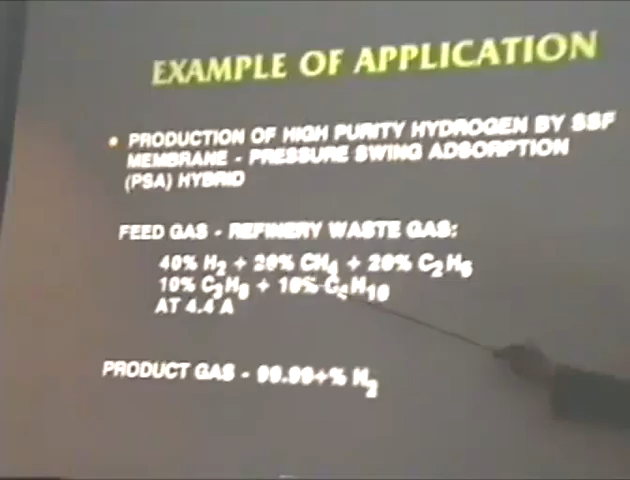 EXAMPLE OF APPLICATION
• PRODUCTION OF HIGH PURITY HYDROGEN BY SSF
MEMBRANE - PRESSURE SWING ADSORPTION
(PSA) HYBRID
FEED GAS - REFINERY WASTE GAS:
40% H₂ + 20% CH₄ + 20% C₂H₆
10% C₃H₈ + 10% C₄H₁₀
AT 4.4 A
PRODUCT GAS - 99.99+% H₂